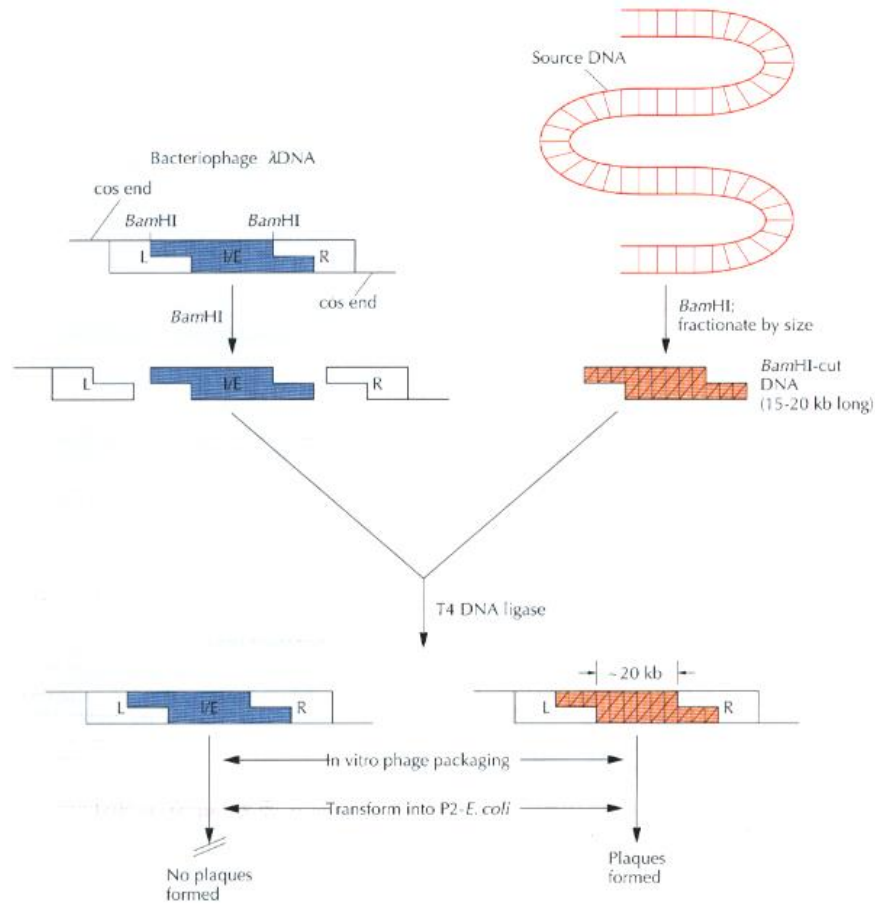 Source DNA
Bacteriophage λDNA
cos end
BamHI
BamHI
L
I/E
R
cos end
BamHI
BamHI;
fractionate by size
L
I/E
R
BamHI-cut
DNA
(15-20 kb long)
T4 DNA ligase
~20 kb
L
I/E
R
L
R
In vitro phage packaging
Transform into P2-E. coli
No plaques
formed
Plaques
formed